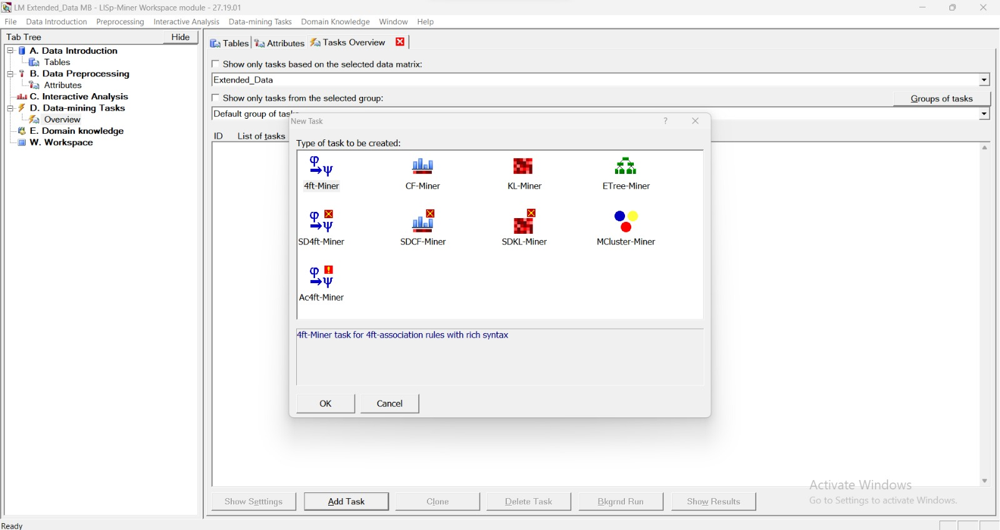 LM Extended_Data MB - LISp-Miner Workspace module - 27.19.01
File Data Introduction Preprocessing Interactive Analysis Data-mining Tasks Domain Knowledge Window Help
Tab Tree Hide
A. Data Introduction
Tables
B. Data Preprocessing
Attributes
C. Interactive Analysis
D. Data-mining Tasks
Overview
E. Domain knowledge
W. Workspace
Tables Attributes Tasks Overview
Show only tasks based on the selected data matrix:
Extended_Data
Show only tasks from the selected group:
Groups of tasks
Default group of tasks
ID List of tasks
New Task
Type of task to be created:
φ → ψ
4ft-Miner CF-Miner KL-Miner ETree-Miner
φ → ψ
SD4ft-Miner SDCF-Miner SDKL-Miner MCluster-Miner
φ ! → ψ
Ac4ft-Miner
4ft-Miner task for 4ft-association rules with rich syntax
OK Cancel
Activate Windows
Go to Settings to activate Windows.
Show Setttings Add Task Clone Delete Task Bkgrnd Run Show Results
Ready